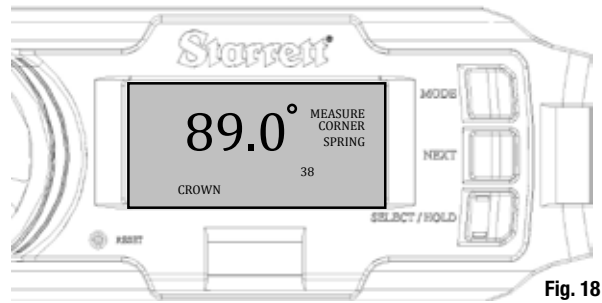 Starrett®
89.0°
MEASURE
CORNER
SPRING
38
CROWN
MODE
NEXT
SELECT / HOLD
RESET
Fig. 18